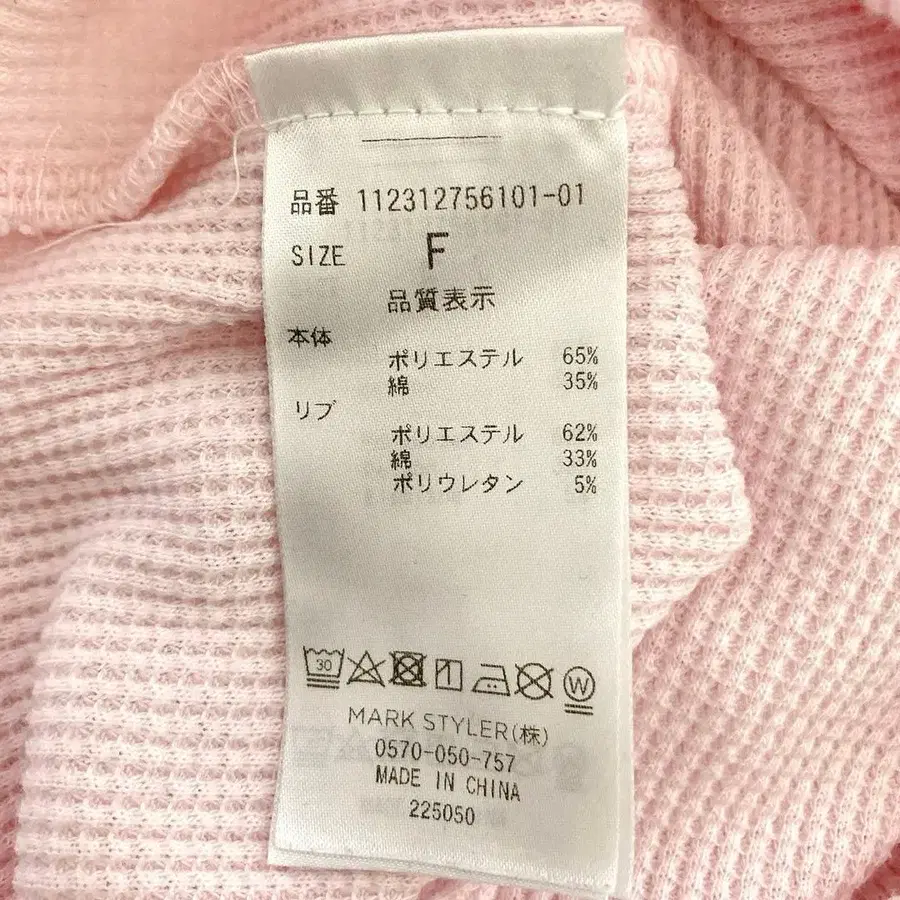 品番 112312756101-01
SIZE F
品質表示
本体
ポリエステル 65%
綿 35%
リブ
ポリエステル 62%
綿 33%
ポリウレタン 5%
30 W
MARK STYLER(株)
0570-050-757
MADE IN CHINA
225050